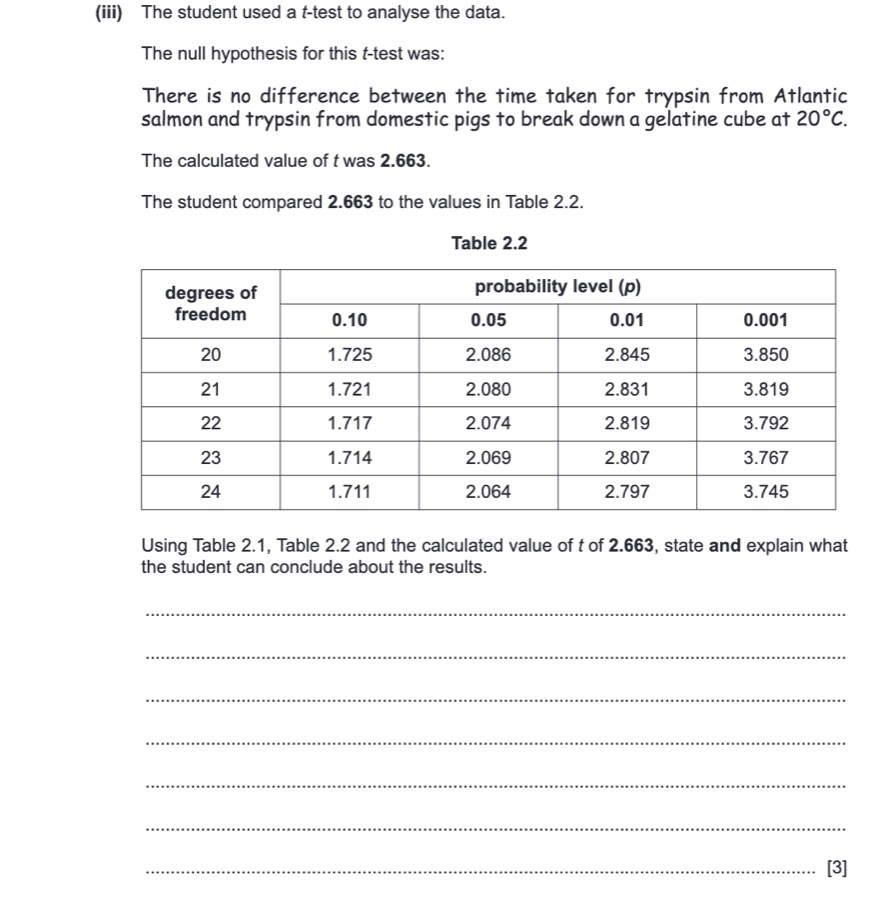 (iii) The student used a t-test to analyse the data.
The null hypothesis for this t-test was:
There is no difference between the time taken for trypsin from Atlantic
salmon and trypsin from domestic pigs to break down a gelatine cube at 20°C.
The calculated value of t was 2.663.
The student compared 2.663 to the values in Table 2.2.
Table 2.2
degrees of freedom probability level (p)
0.10 0.05 0.01 0.001
20 1.725 2.086 2.845 3.850
21 1.721 2.080 2.831 3.819
22 1.717 2.074 2.819 3.792
23 1.714 2.069 2.807 3.767
24 1.711 2.064 2.797 3.745
Using Table 2.1, Table 2.2 and the calculated value of t of 2.663, state and explain what
the student can conclude about the results.
[3]